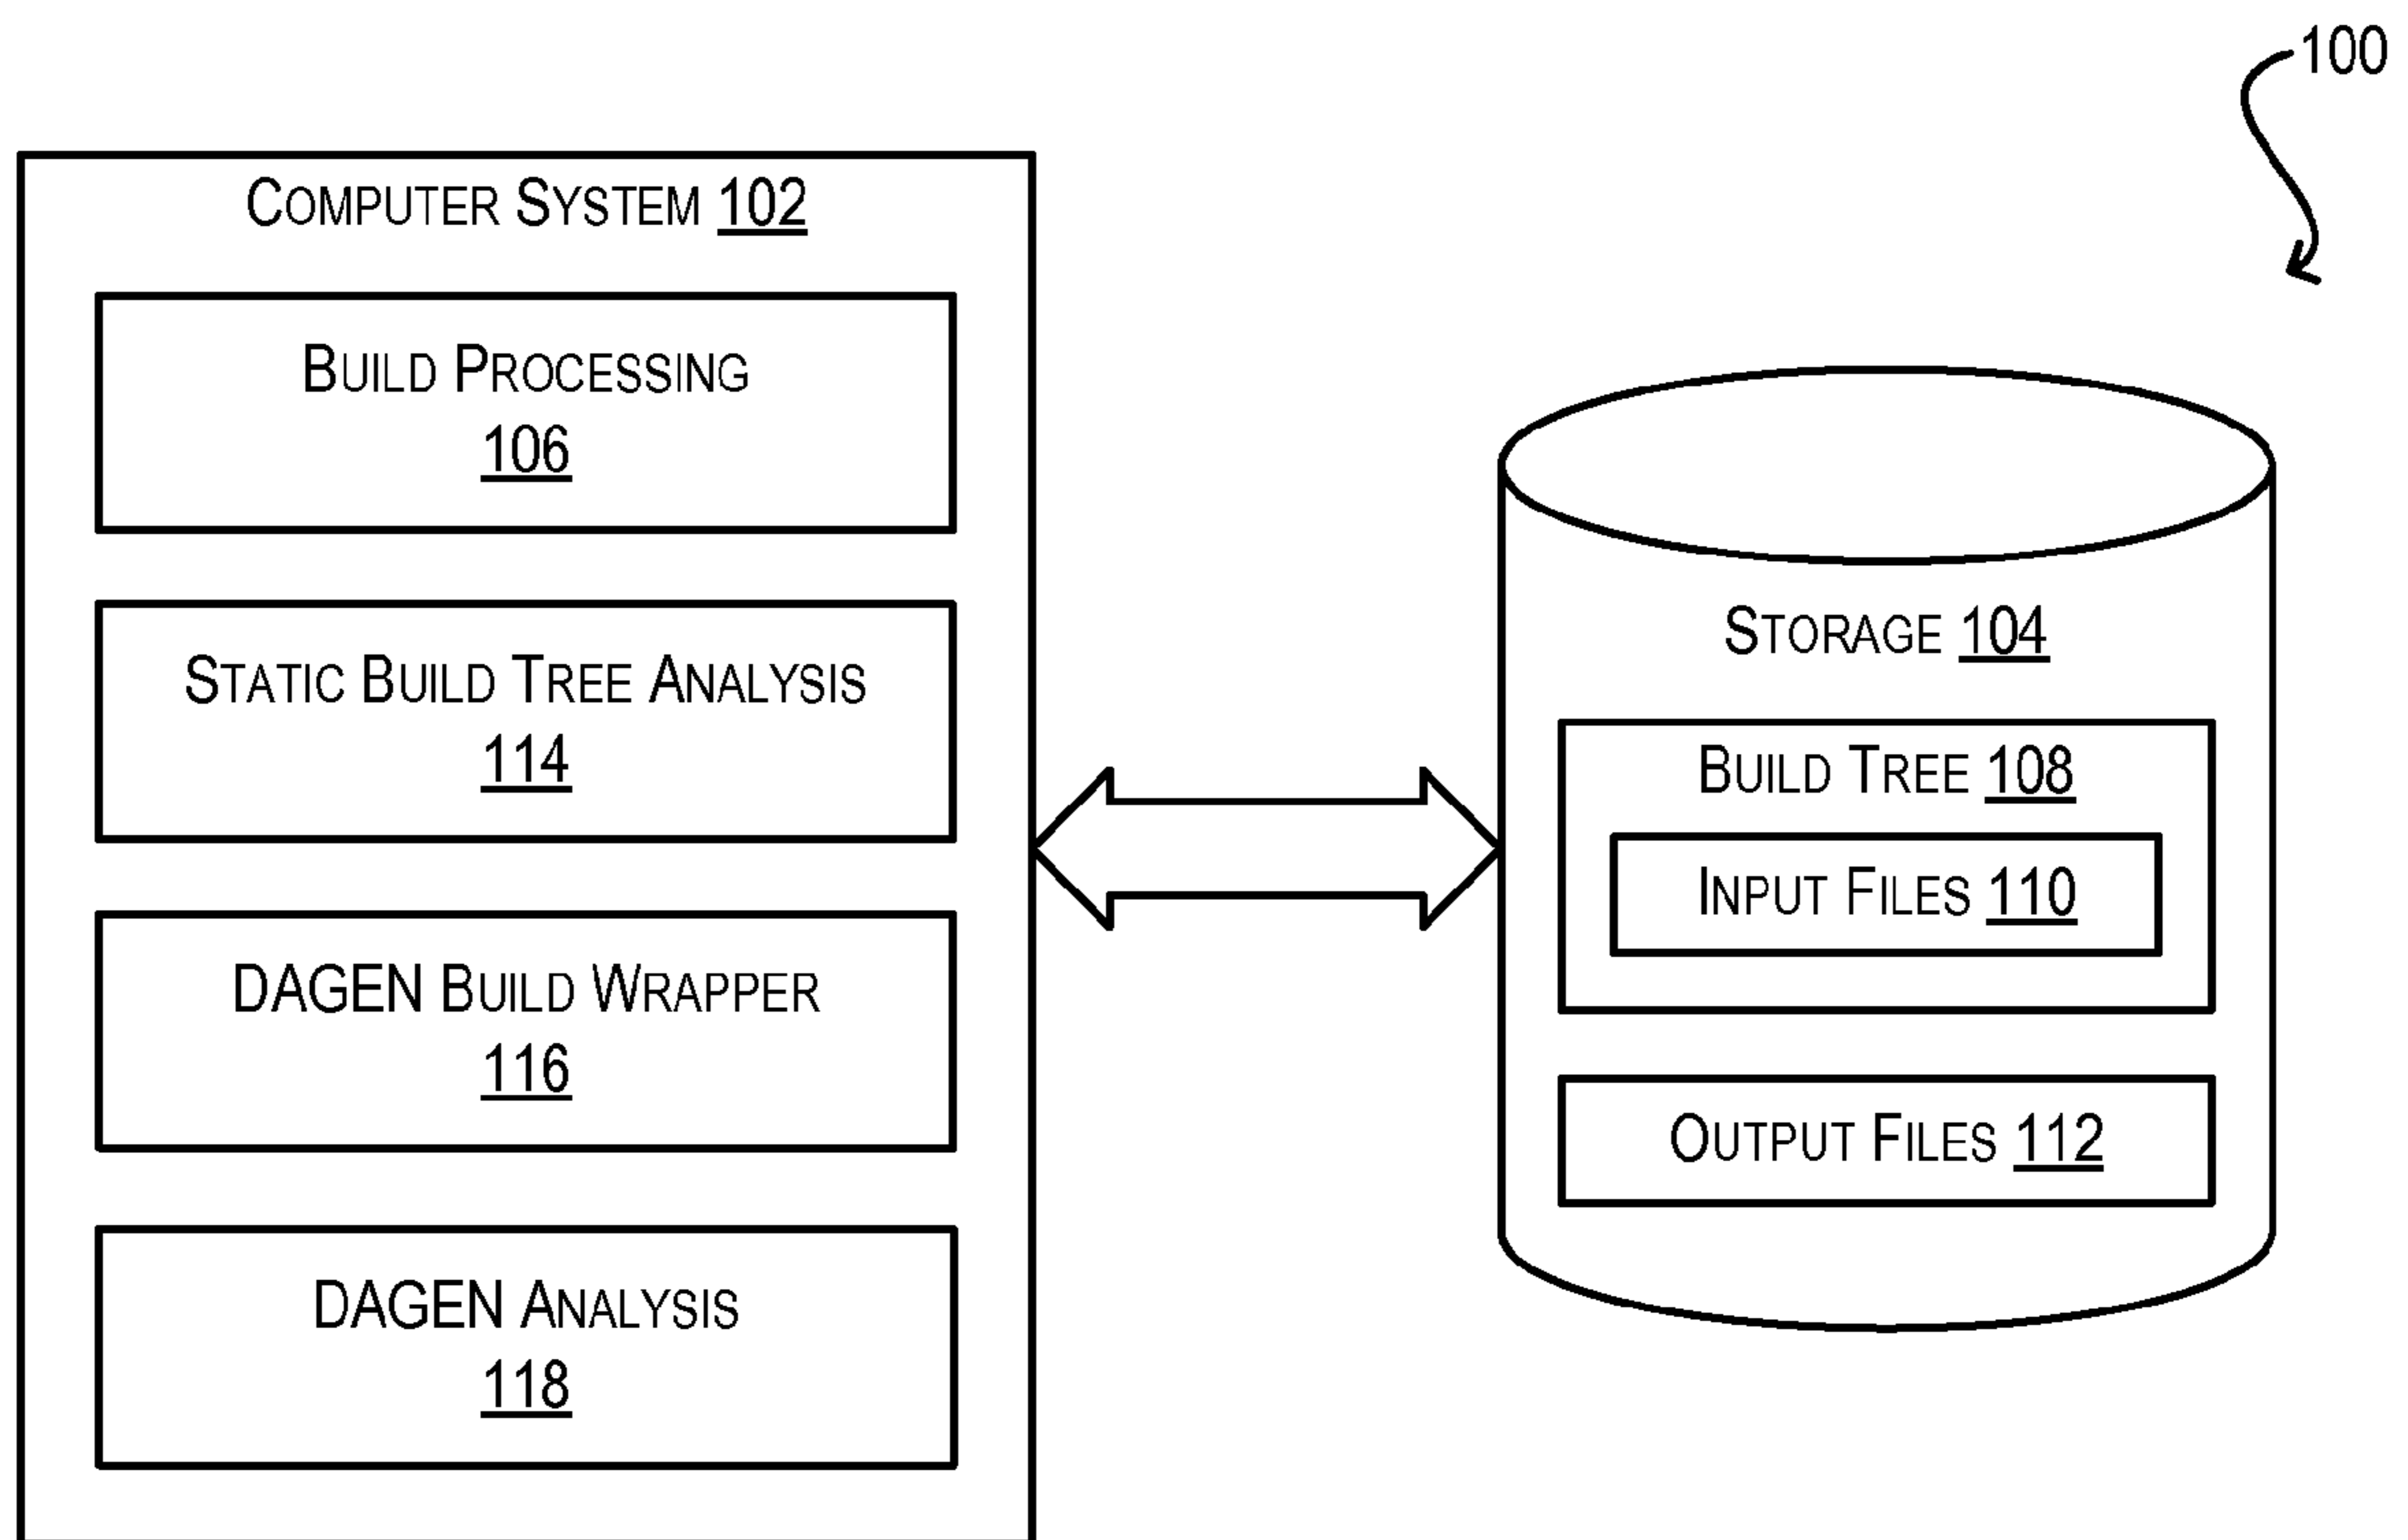 100
COMPUTER SYSTEM 102
BUILD PROCESSING
106
STATIC BUILD TREE ANALYSIS
114
DAGEN BUILD WRAPPER
116
DAGEN ANALYSIS
118
STORAGE 104
BUILD TREE 108
INPUT FILES 110
OUTPUT FILES 112